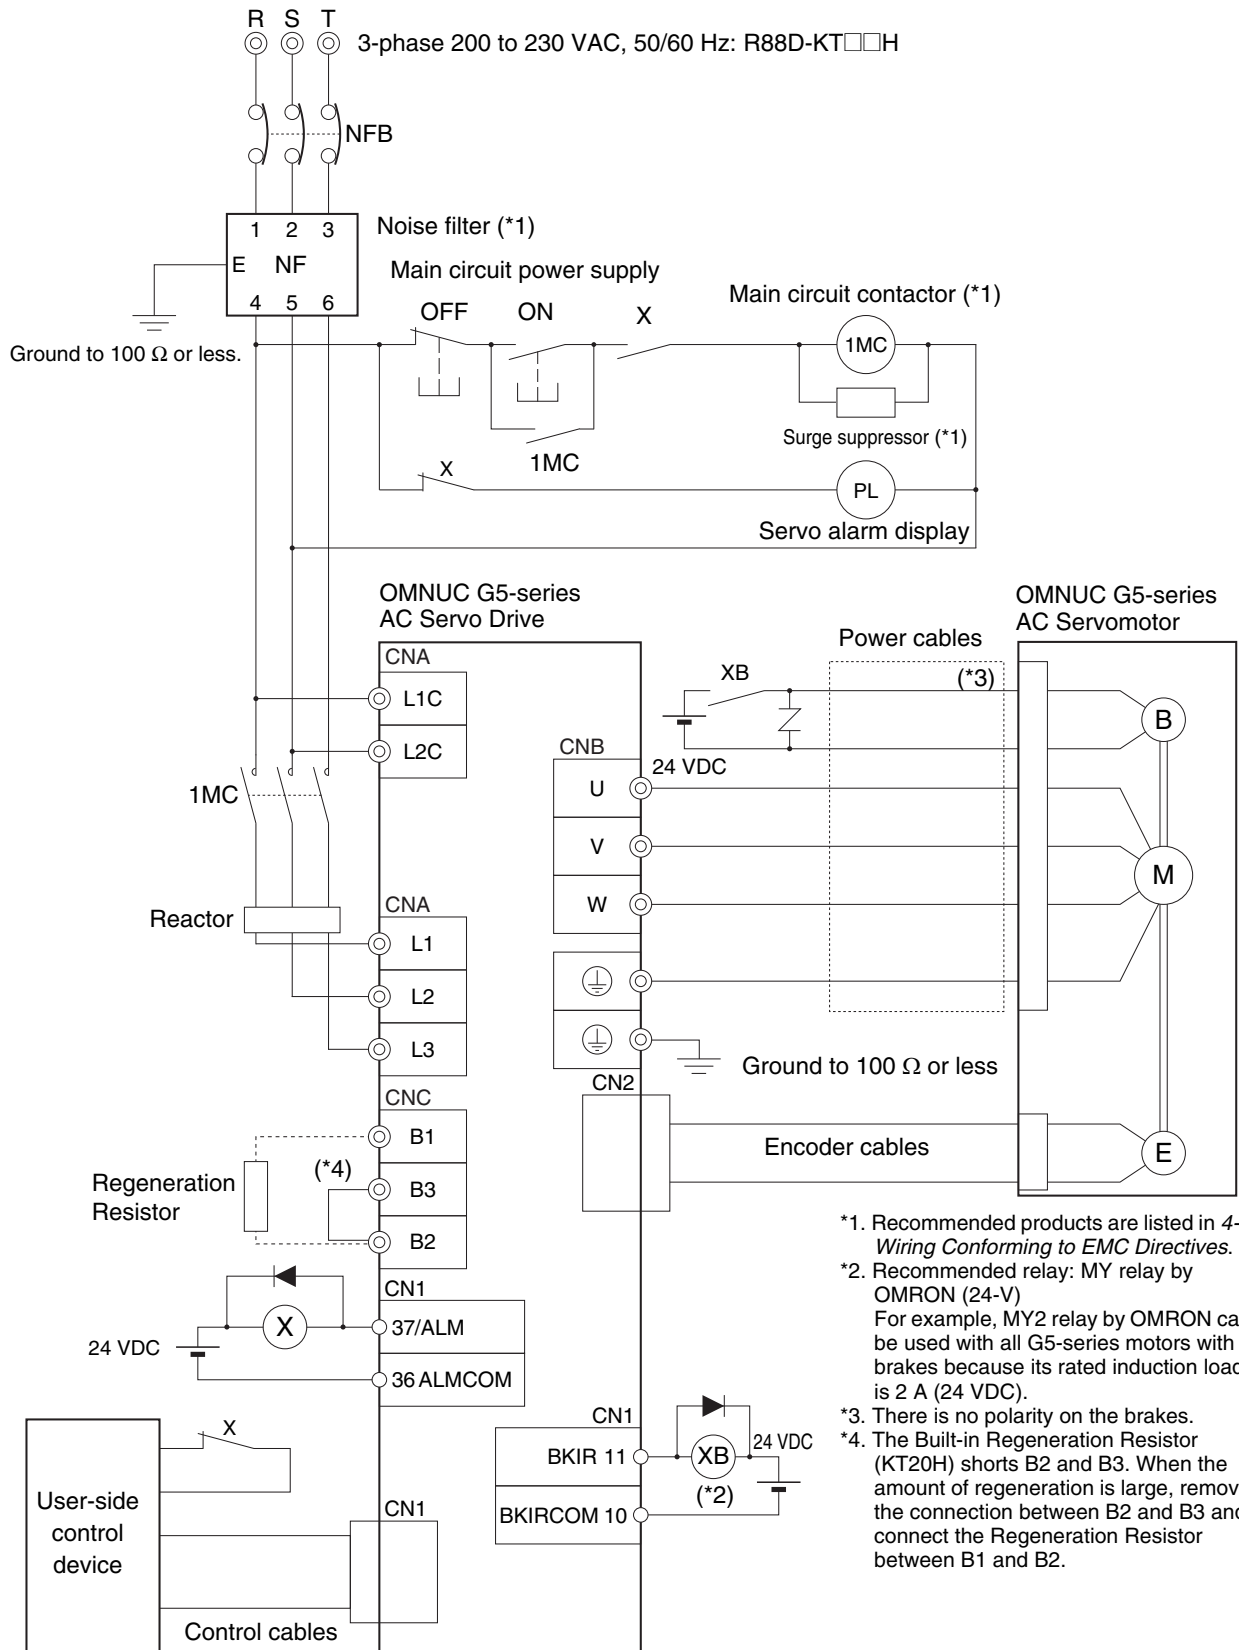 R S T
3-phase 200 to 230 VAC, 50/60 Hz: R88D-KT□□H
NFB
1 2 3
Noise filter (*1)
E NF
4 5 6
Main circuit power supply
OFF ON X
Main circuit contactor (*1)
1MC
Ground to 100 Ω or less.
Surge suppressor (*1)
1MC
X
PL
Servo alarm display
OMNUC G5-series
AC Servo Drive
OMNUC G5-series
AC Servomotor
Power cables
CNA
L1C
L2C
XB
(*3)
B
24 VDC
CNB
U
V
W
M
1MC
Reactor
CNA
L1
L2
L3
Ground to 100 Ω or less
CN2
Encoder cables
E
CNC
B1
B3
B2
(*4)
Regeneration
Resistor
CN1
X
37/ALM
24 VDC
36 ALMCOM
CN1
BKIR 11
XB
24 VDC
(*2)
BKIRCOM 10
X
User-side
control
device
CN1
Control cables
*1. Recommended products are listed in 4-
Wiring Conforming to EMC Directives.
*2. Recommended relay: MY relay by
OMRON (24-V)
For example, MY2 relay by OMRON ca
be used with all G5-series motors with
brakes because its rated induction load
is 2 A (24 VDC).
*3. There is no polarity on the brakes.
*4. The Built-in Regeneration Resistor
(KT20H) shorts B2 and B3. When the
amount of regeneration is large, remov
the connection between B2 and B3 and
connect the Regeneration Resistor
between B1 and B2.